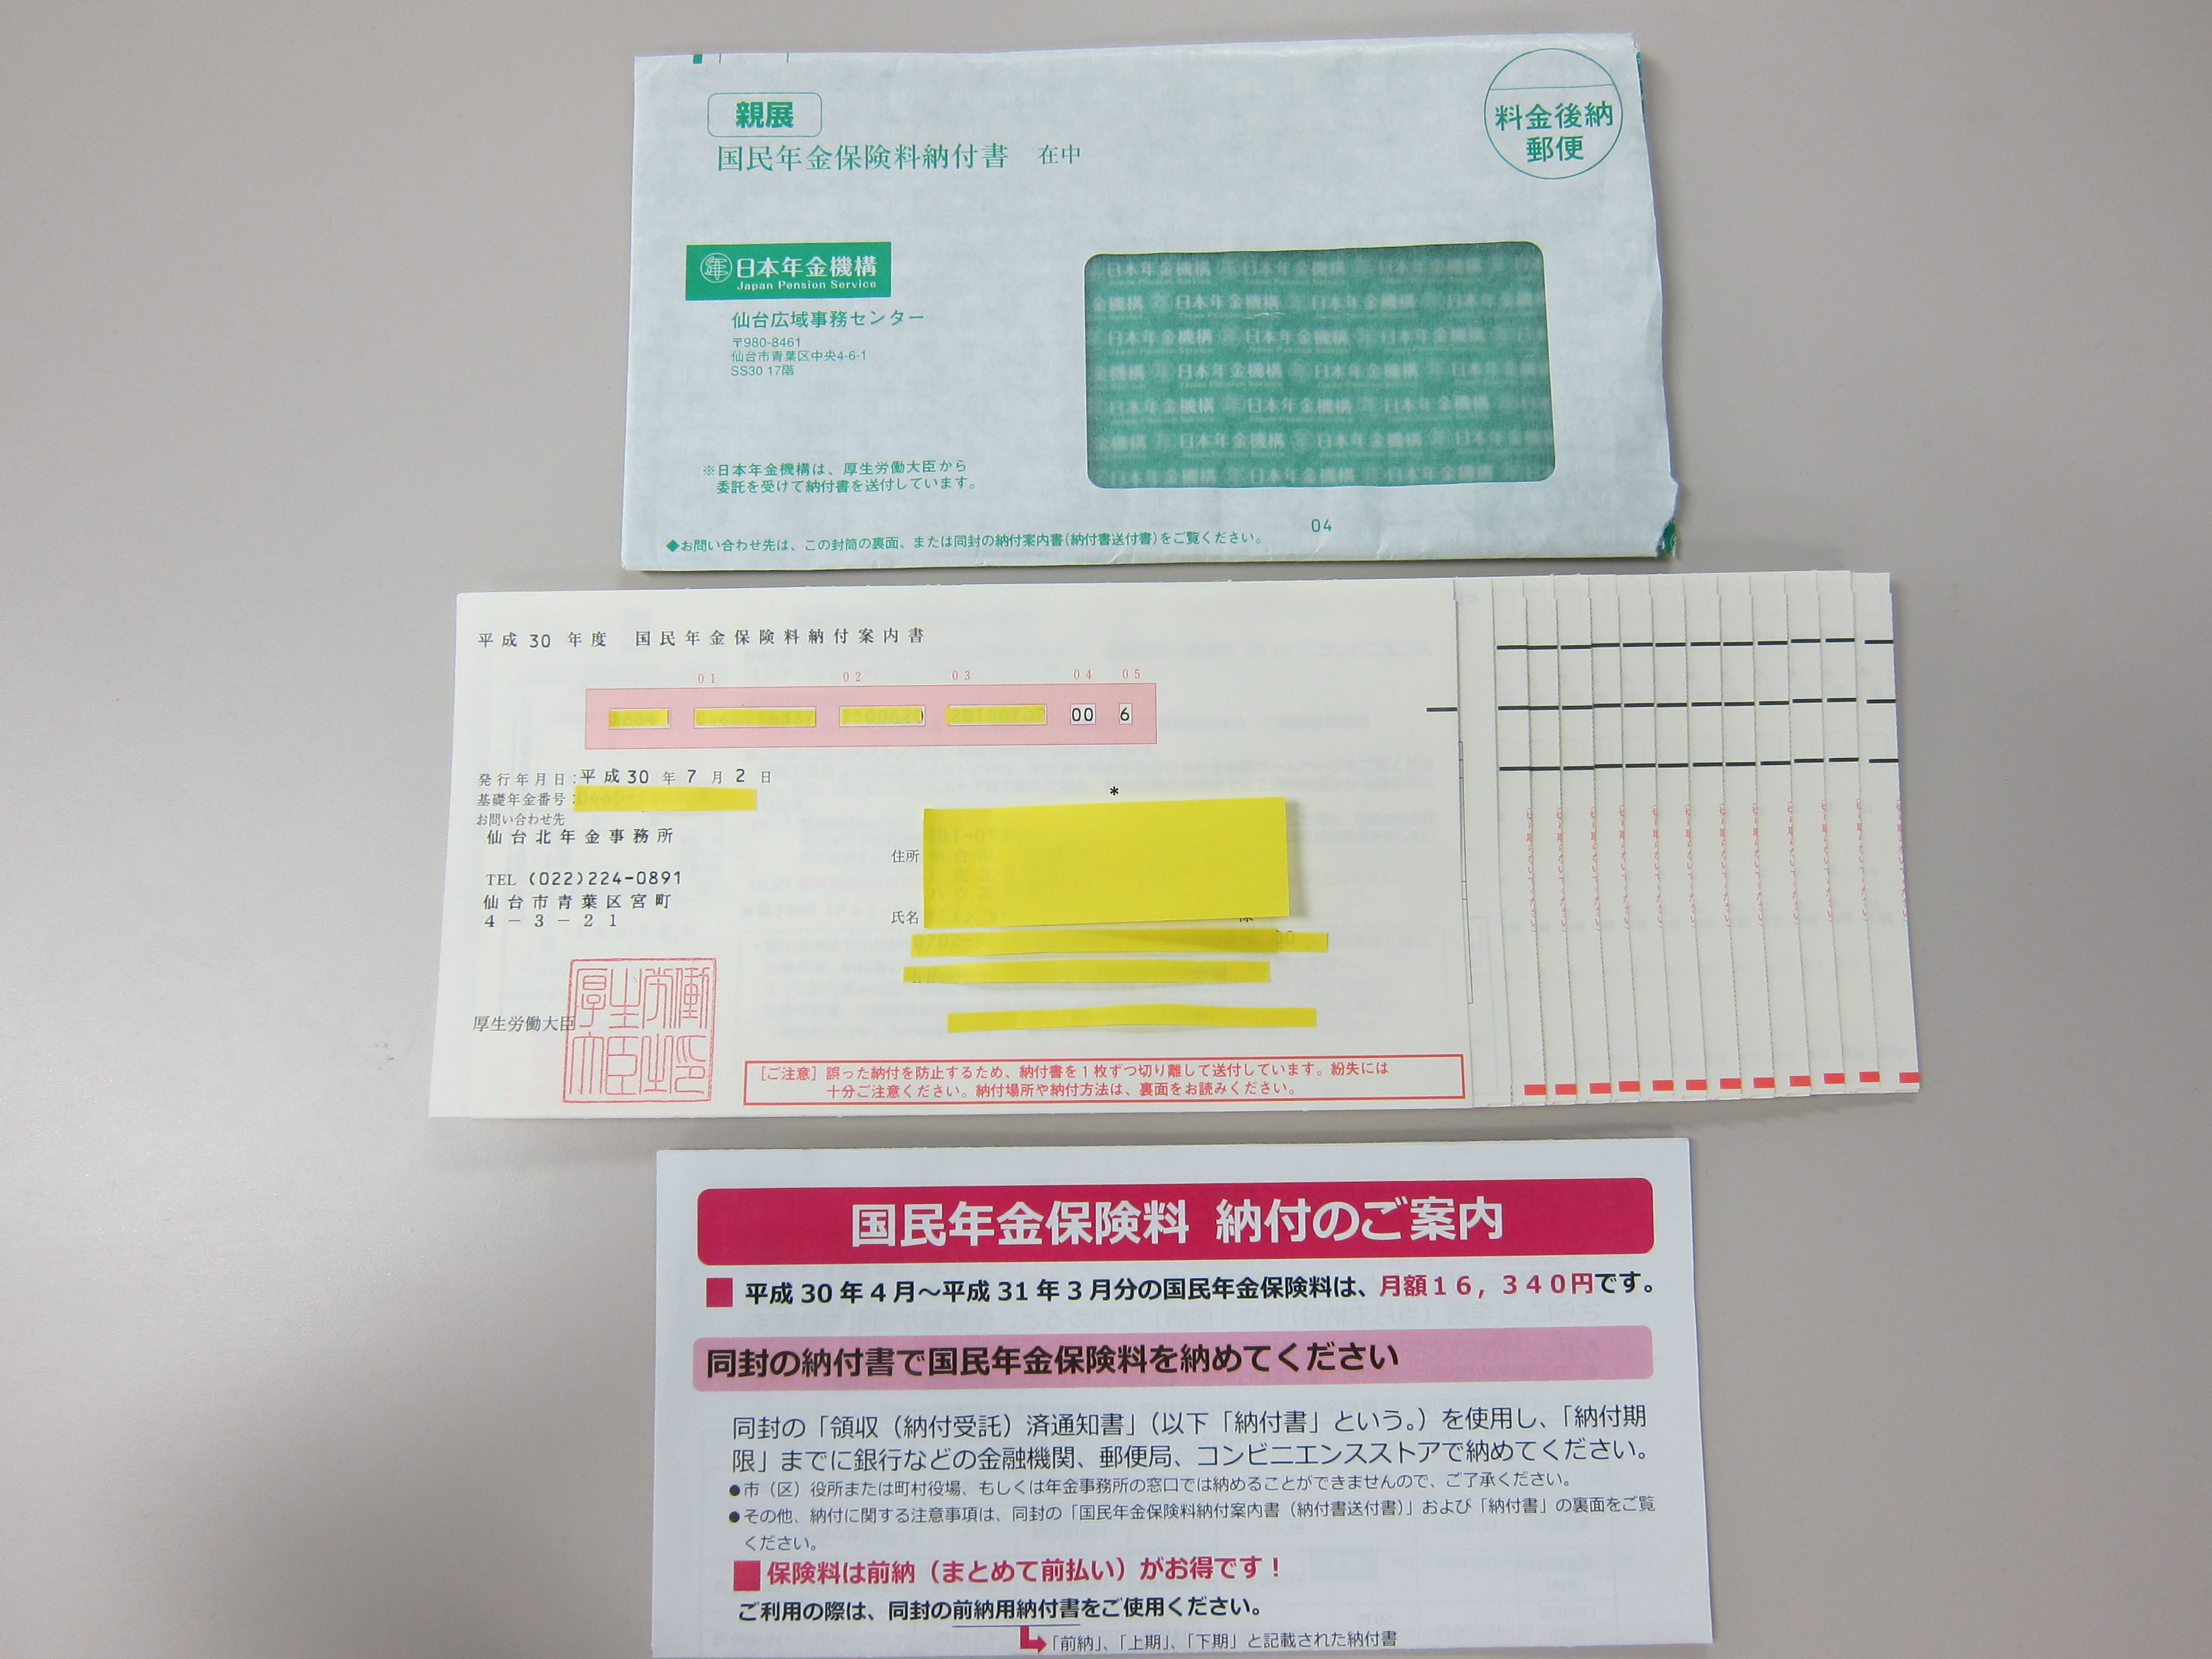 親展
国民年金保険料納付書 在中
料金後納
郵便
日本年金機構
Japan Pension Service
仙台広域事務センター
〒980-8461
仙台市青葉区中央4-6-1
SS30 17階
※日本年金機構は、厚生労働大臣から
委託を受けて納付書を送付しています。
04
◆お問い合わせ先は、この封筒の裏面、または同封の納付案内書(納付書送付書)をご覧ください。
平成 30 年度 国民年金保険料納付案内書
01 02 03 04 05
00 6
発行年月日:平成 30 年 7 月 2 日
基礎年金番号:
お問い合わせ先
仙台北年金事務所
TEL (022)224-0891
仙台市青葉区宮町
4-3-21
*
住所
氏名
厚生労働大臣
[ご注意] 誤った納付を防止するため、納付書を1枚ずつ切り離して送付しています。紛失には
十分ご注意ください。納付場所や納付方法は、裏面をお読みください。
国民年金保険料 納付のご案内
■ 平成 30 年 4 月~平成 31 年 3 月分の国民年金保険料は、月額16,340円です。
同封の納付書で国民年金保険料を納めてください
同封の「領収(納付受託)済通知書」(以下「納付書」という。)を使用し、「納付期
限」までに銀行などの金融機関、郵便局、コンビニエンスストアで納めてください。
●市(区)役所または町村役場、もしくは年金事務所の窓口では納めることができませんので、ご了承ください。
●その他、納付に関する注意事項は、同封の「国民年金保険料納付案内書(納付書送付書)」および「納付書」の裏面をご覧
ください。
■ 保険料は前納(まとめて前払い)がお得です!
ご利用の際は、同封の前納用納付書をご使用ください。
「前納」、「上期」、「下期」と記載された納付書